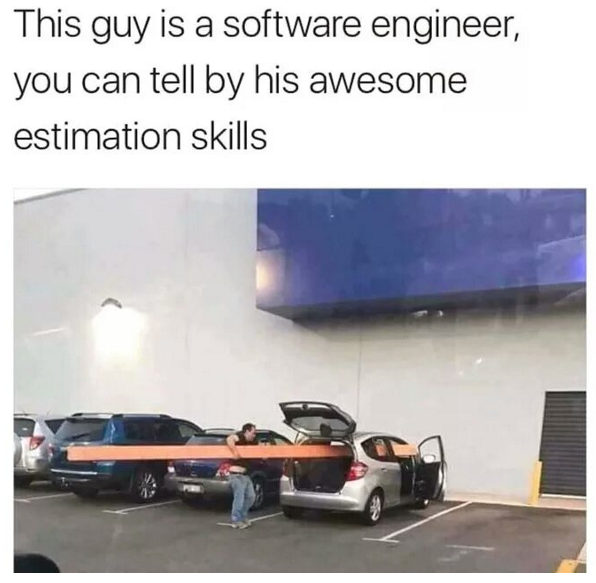 This guy is a software engineer,
you can tell by his awesome
estimation skills